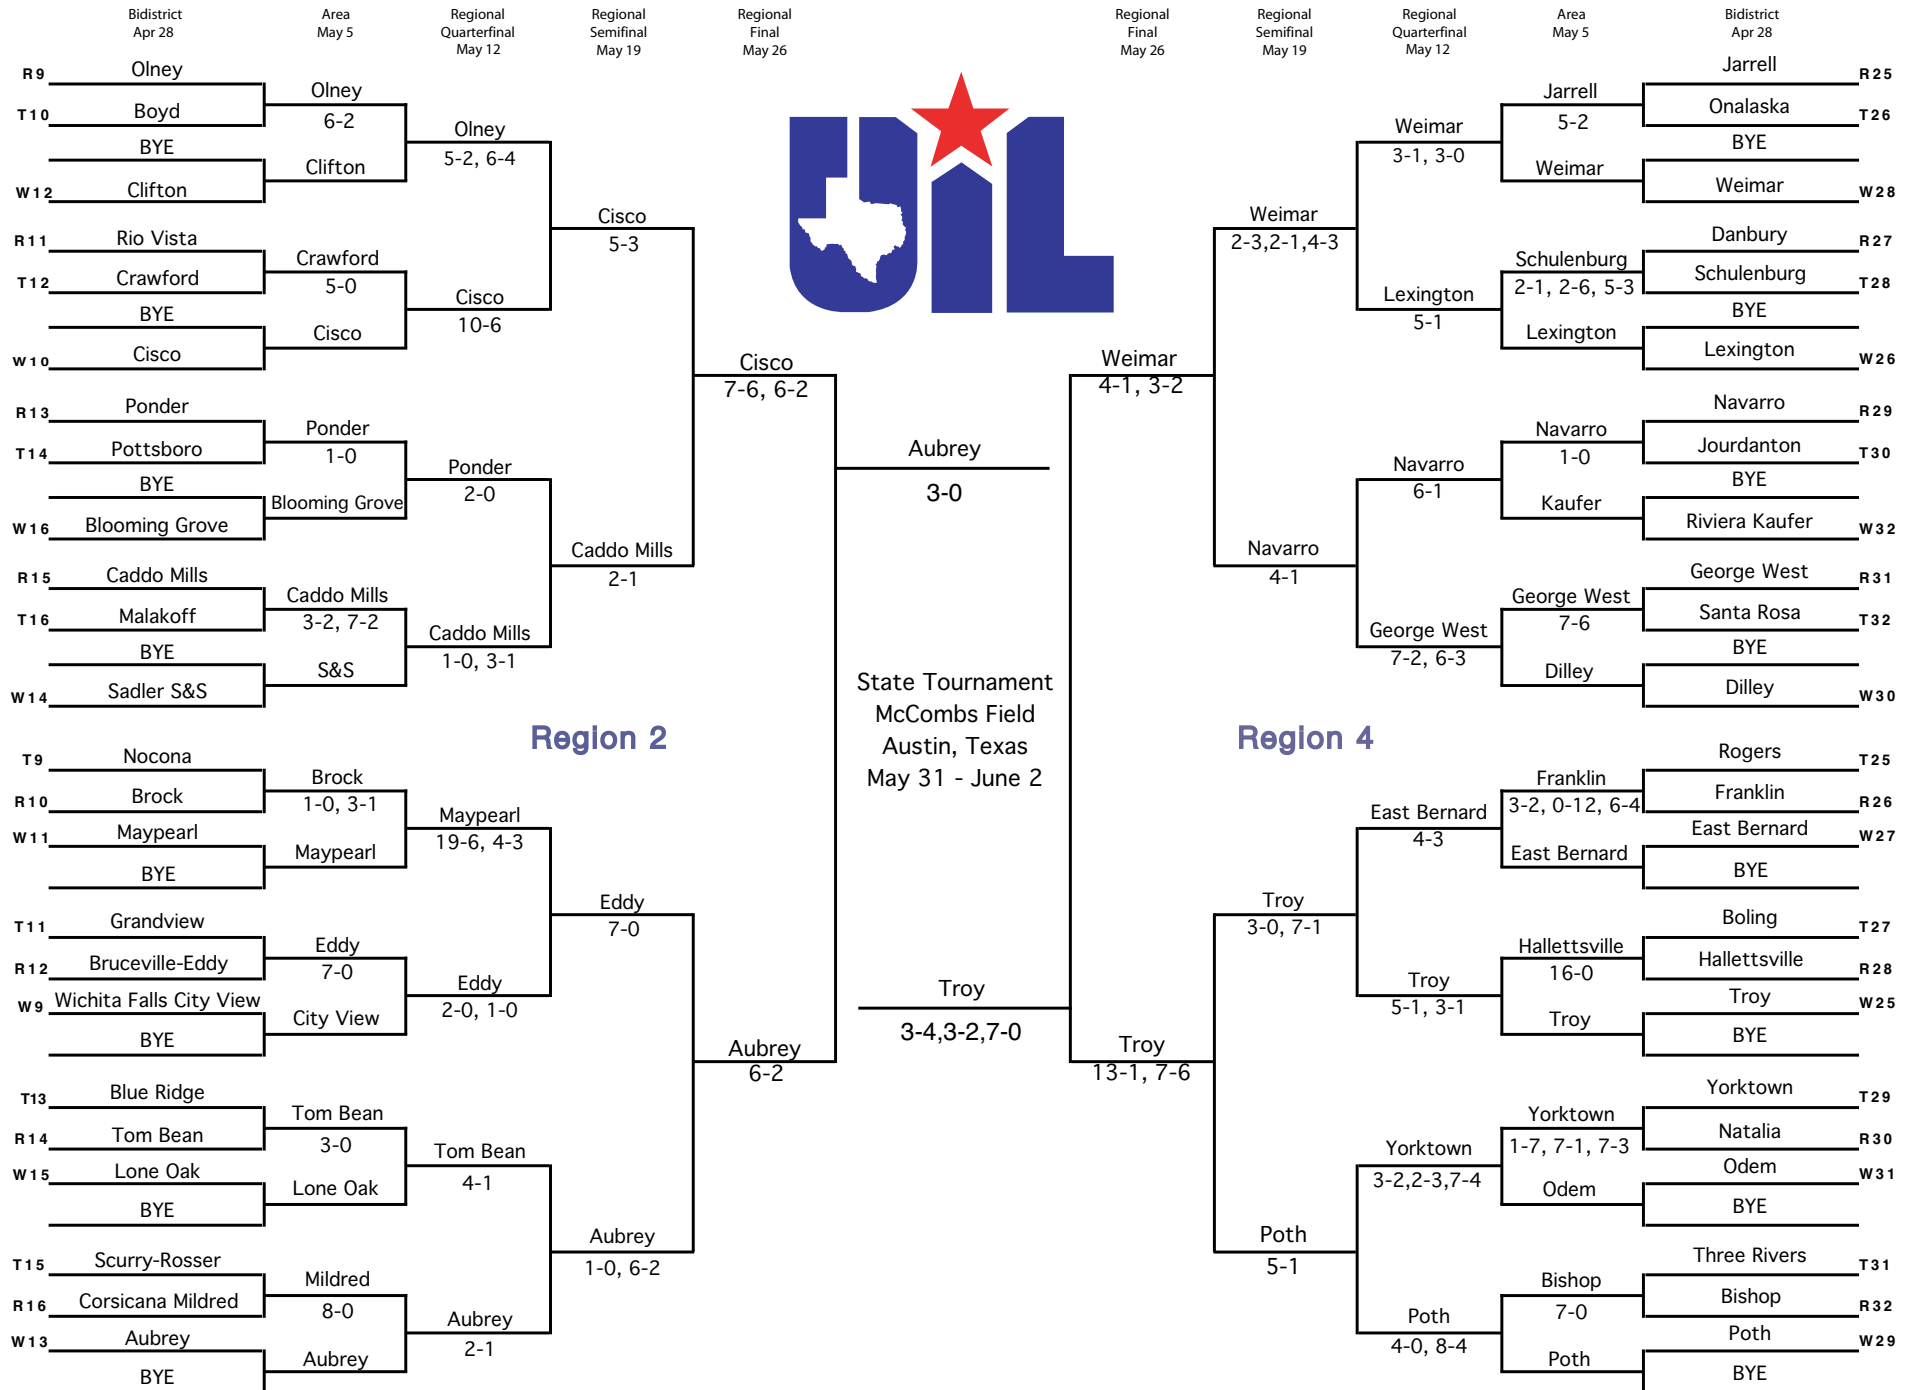 Bidistrict
Apr 28
Area
May 5
Regional
Quarterfinal
May 12
Regional
Semifinal
May 19
Regional
Final
May 26
Regional
Final
May 26
Regional
Semifinal
May 19
Regional
Quarterfinal
May 12
Area
May 5
Bidistrict
Apr 28
R9 Olney
T10 Boyd
BYE
W12 Clifton
R11 Rio Vista
T12 Crawford
BYE
W10 Cisco
R13 Ponder
T14 Pottsboro
BYE
W16 Blooming Grove
R15 Caddo Mills
T16 Malakoff
BYE
W14 Sadler S&S
T9 Nocona
R10 Brock
W11 Maypearl
BYE
T11 Grandview
R12 Bruceville-Eddy
W9 Wichita Falls City View
BYE
T13 Blue Ridge
R14 Tom Bean
W15 Lone Oak
BYE
T15 Scurry-Rosser
R16 Corsicana Mildred
W13 Aubrey
BYE
Olney
6-2
Clifton
Crawford
5-0
Cisco
Ponder
1-0
Blooming Grove
Caddo Mills
3-2, 7-2
S&S
Brock
1-0, 3-1
Maypearl
Eddy
7-0
City View
Tom Bean
3-0
Lone Oak
Mildred
8-0
Aubrey
Olney
5-2, 6-4
Cisco
10-6
Ponder
2-0
Caddo Mills
1-0, 3-1
Maypearl
19-6, 4-3
Eddy
2-0, 1-0
Tom Bean
4-1
Aubrey
2-1
Cisco
5-3
Caddo Mills
2-1
Region 2
Eddy
7-0
Aubrey
1-0, 6-2
Cisco
7-6, 6-2
Aubrey
6-2
UIL
Aubrey
3-0
State Tournament
McCombs Field
Austin, Texas
May 31 - June 2
Troy
3-4,3-2,7-0
Weimar
4-1, 3-2
Troy
13-1, 7-6
Weimar
2-3,2-1,4-3
Navarro
4-1
Region 4
Troy
3-0, 7-1
Poth
5-1
Weimar
3-1, 3-0
Lexington
5-1
Navarro
6-1
George West
7-2, 6-3
East Bernard
4-3
Troy
5-1, 3-1
Yorktown
3-2,2-3,7-4
Poth
4-0, 8-4
Jarrell
5-2
Weimar
Schulenburg
2-1, 2-6, 5-3
Lexington
Navarro
1-0
Kaufer
George West
7-6
Dilley
Franklin
3-2, 0-12, 6-4
East Bernard
Hallettsville
16-0
Troy
Yorktown
1-7, 7-1, 7-3
Odem
Bishop
7-0
Poth
Jarrell R25
Onalaska T26
BYE
Weimar W28
Danbury R27
Schulenburg T28
BYE
Lexington W26
Navarro R29
Jourdanton T30
BYE
Riviera Kaufer W32
George West R31
Santa Rosa T32
BYE
Dilley W30
Rogers T25
Franklin R26
East Bernard W27
BYE
Boling T27
Hallettsville R28
Troy W25
BYE
Yorktown T29
Natalia R30
Odem W31
BYE
Three Rivers T31
Bishop R32
Poth W29
BYE